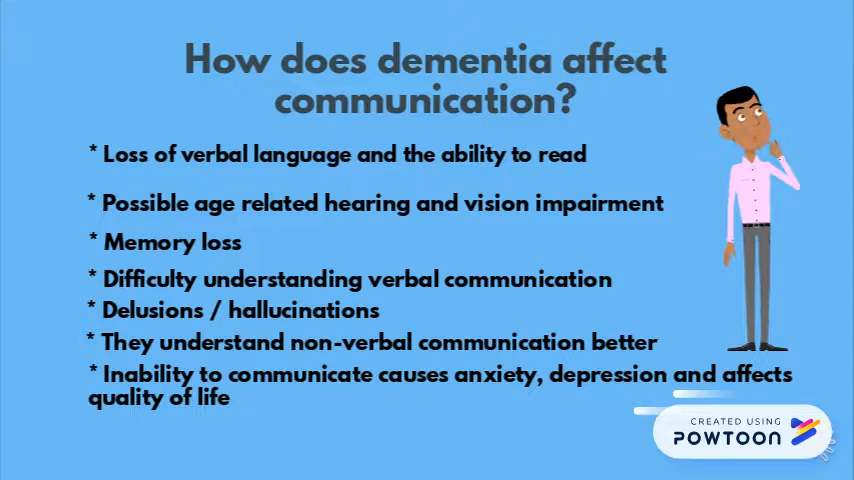 How does dementia affect
communication?
* Loss of verbal language and the ability to read
* Possible age related hearing and vision impairment
* Memory loss
* Difficulty understanding verbal communication
* Delusions / hallucinations
* They understand non-verbal communication better
* Inability to communicate causes anxiety, depression and affects
quality of life
CREATED USING
POWTOON